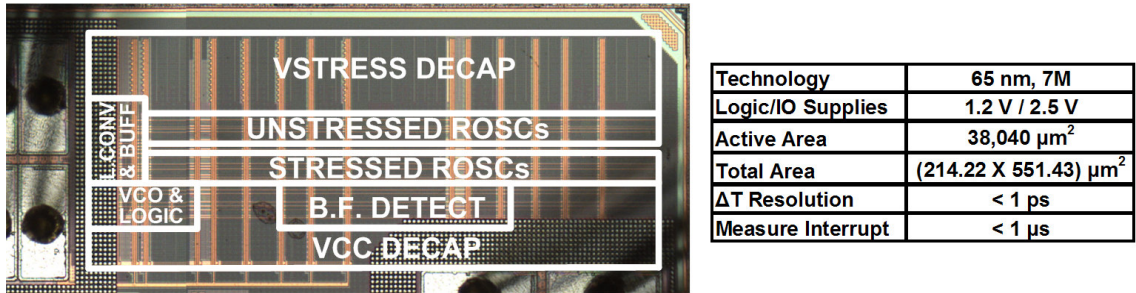 VSTRESS DECAP
L.CONV
& BUFF
UNSTRESSED ROSCs
STRESSED ROSCs
VCO &
LOGIC
B.F. DETECT
VCC DECAP
Technology 65 nm, 7M
Logic/IO Supplies 1.2 V / 2.5 V
Active Area 38,040 µm²
Total Area (214.22 X 551.43) µm²
ΔT Resolution < 1 ps
Measure Interrupt < 1 µs